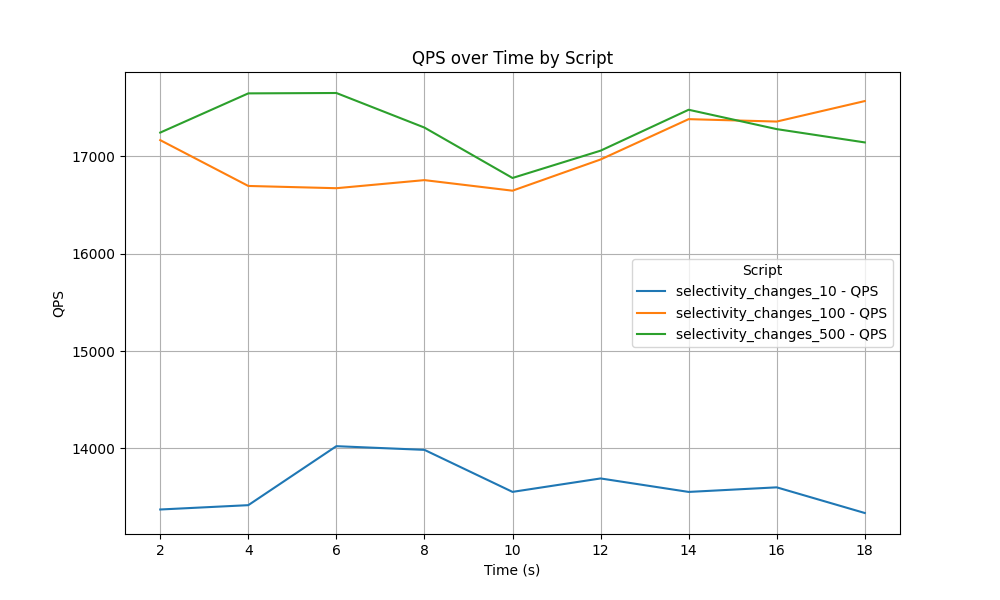 QPS over Time by Script
QPS
17000
16000
15000
14000
Script
selectivity_changes_10 - QPS
selectivity_changes_100 - QPS
selectivity_changes_500 - QPS
2 4 6 8 10 12 14 16 18
Time (s)